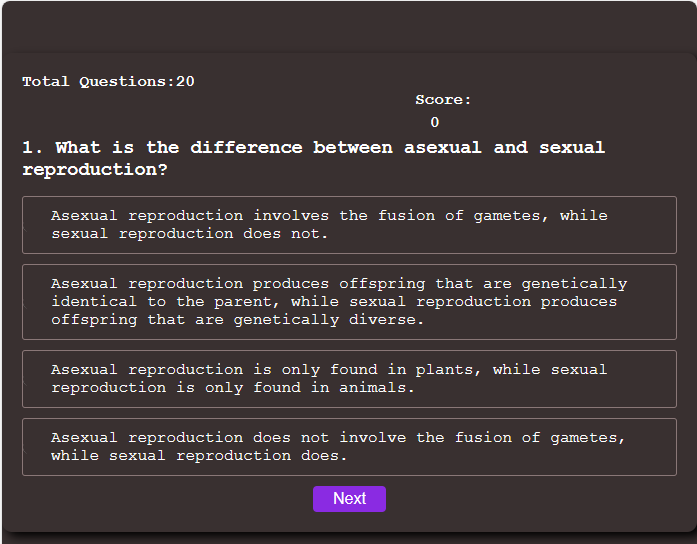 Total Questions:20
Score:
0
1. What is the difference between asexual and sexual
reproduction?
Asexual reproduction involves the fusion of gametes, while
sexual reproduction does not.
Asexual reproduction produces offspring that are genetically
identical to the parent, while sexual reproduction produces
offspring that are genetically diverse.
Asexual reproduction is only found in plants, while sexual
reproduction is only found in animals.
Asexual reproduction does not involve the fusion of gametes,
while sexual reproduction does.
Next